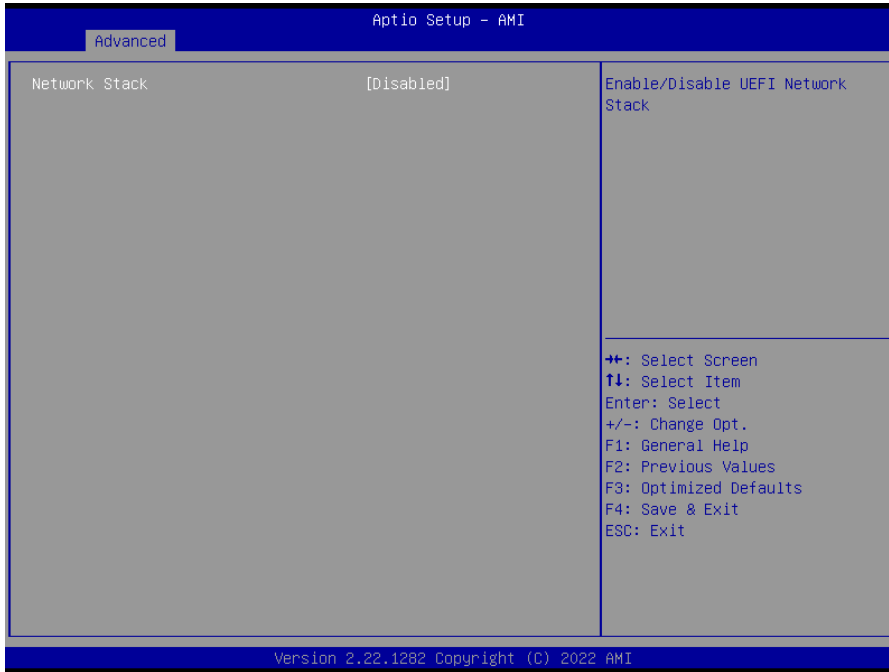 Aptio Setup - AMI
Advanced
Network Stack [Disabled]
Enable/Disable UEFI Network
Stack
→←: Select Screen
↑↓: Select Item
Enter: Select
+/-: Change Opt.
F1: General Help
F2: Previous Values
F3: Optimized Defaults
F4: Save & Exit
ESC: Exit
Version 2.22.1282 Copyright (C) 2022 AMI